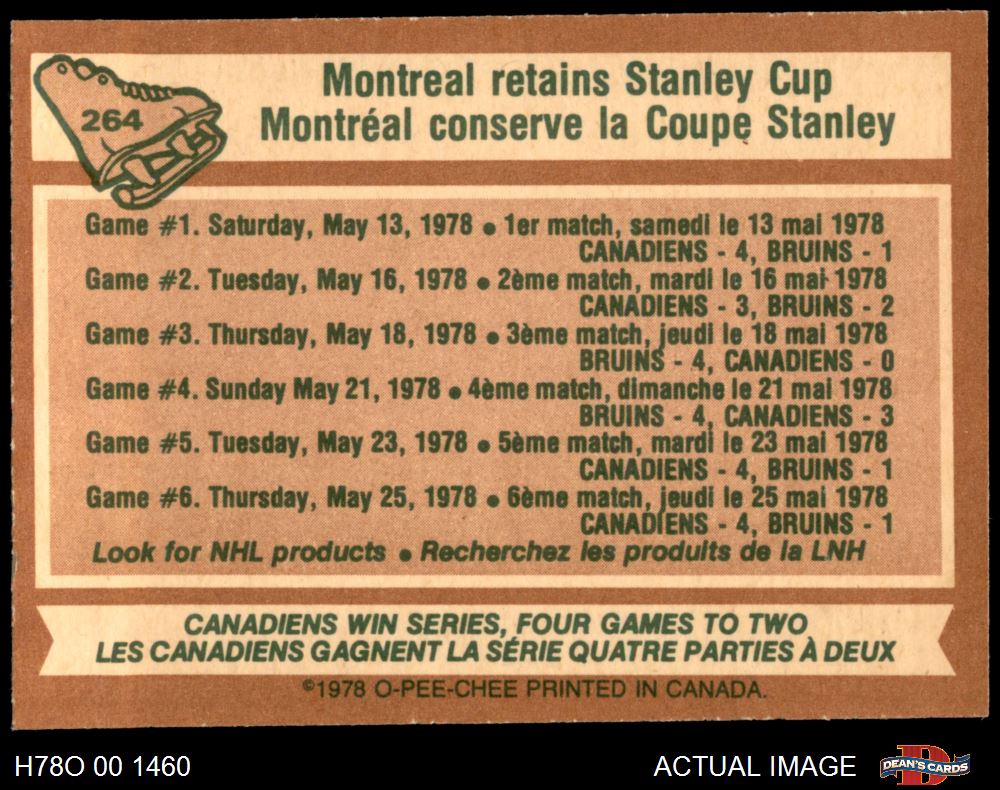 264
Montreal retains Stanley Cup
Montréal conserve la Coupe Stanley
Game #1. Saturday, May 13, 1978 • 1er match, samedi le 13 mai 1978
CANADIENS - 4, BRUINS - 1
Game #2. Tuesday, May 16, 1978 • 2ème match, mardi le 16 mai 1978
CANADIENS - 3, BRUINS - 2
Game #3. Thursday, May 18, 1978 • 3ème match, jeudi le 18 mai 1978
BRUINS - 4, CANADIENS - 0
Game #4. Sunday May 21, 1978 • 4ème match, dimanche le 21 mai 1978
BRUINS - 4, CANADIENS - 3
Game #5. Tuesday, May 23, 1978 • 5ème match, mardi le 23 mai 1978
CANADIENS - 4, BRUINS - 1
Game #6. Thursday, May 25, 1978 • 6ème match, jeudi le 25 mai 1978
CANADIENS - 4, BRUINS - 1
Look for NHL products • Recherchez les produits de la LNH
CANADIENS WIN SERIES, FOUR GAMES TO TWO
LES CANADIENS GAGNENT LA SÉRIE QUATRE PARTIES À DEUX
©1978 O-PEE-CHEE PRINTED IN CANADA.
H78O 00 1460
ACTUAL IMAGE
D
DEAN'S CARDS